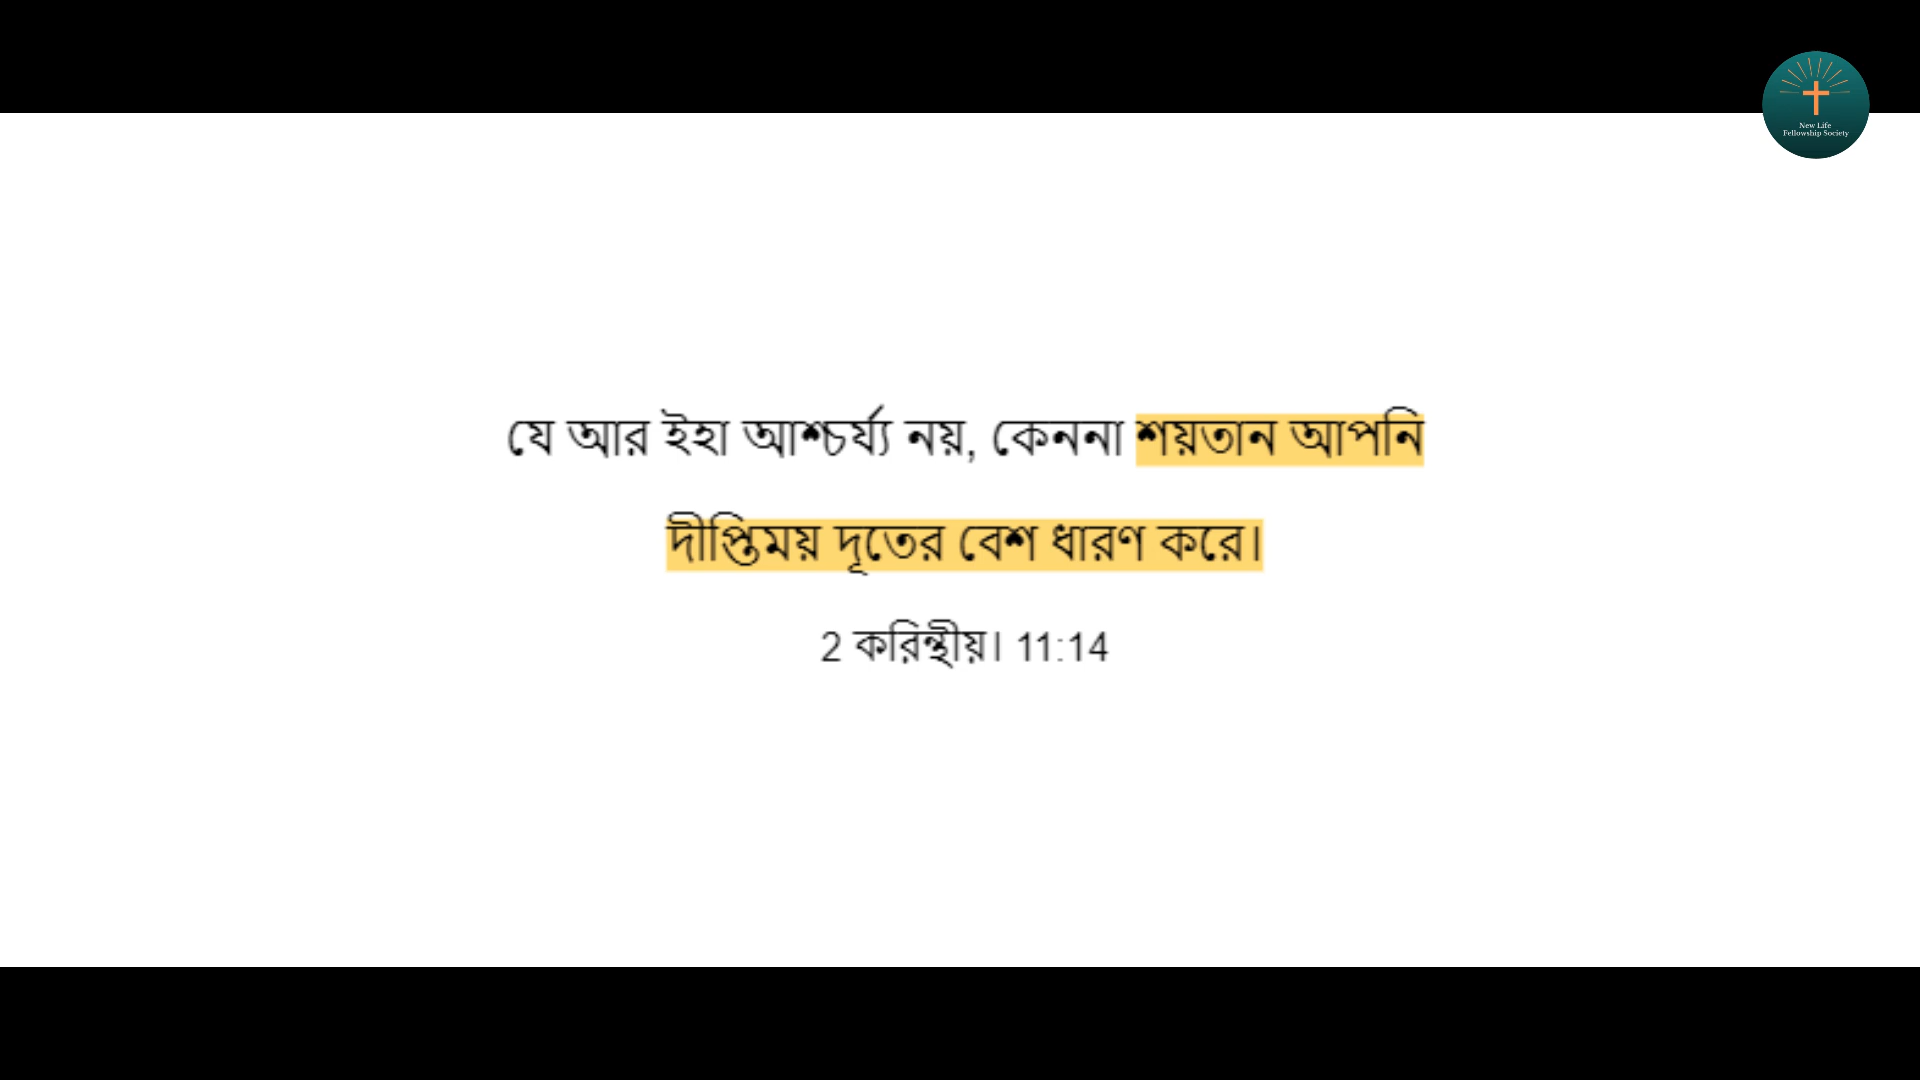 New Life
Fellowship Society
যে আর ইহা আশ্চর্য্য নয়, কেননা শয়তান আপনি
দীপ্তিময় দূতের বেশ ধারণ করে।
2 করিন্থীয়। 11:14